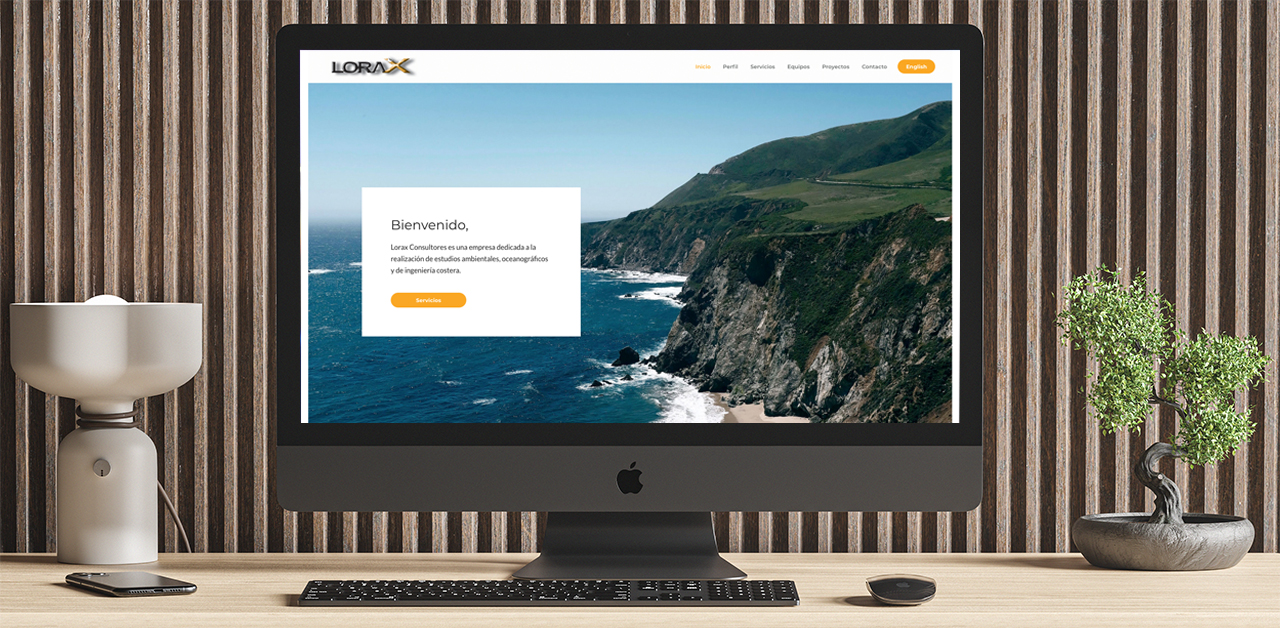 LORAX
Inicio Perfil Servicios Equipos Proyectos Contacto English
Bienvenido,
Lorax Consultores es una empresa dedicada a la
realización de estudios ambientales, oceanográficos
y de ingeniería costera.
Servicios